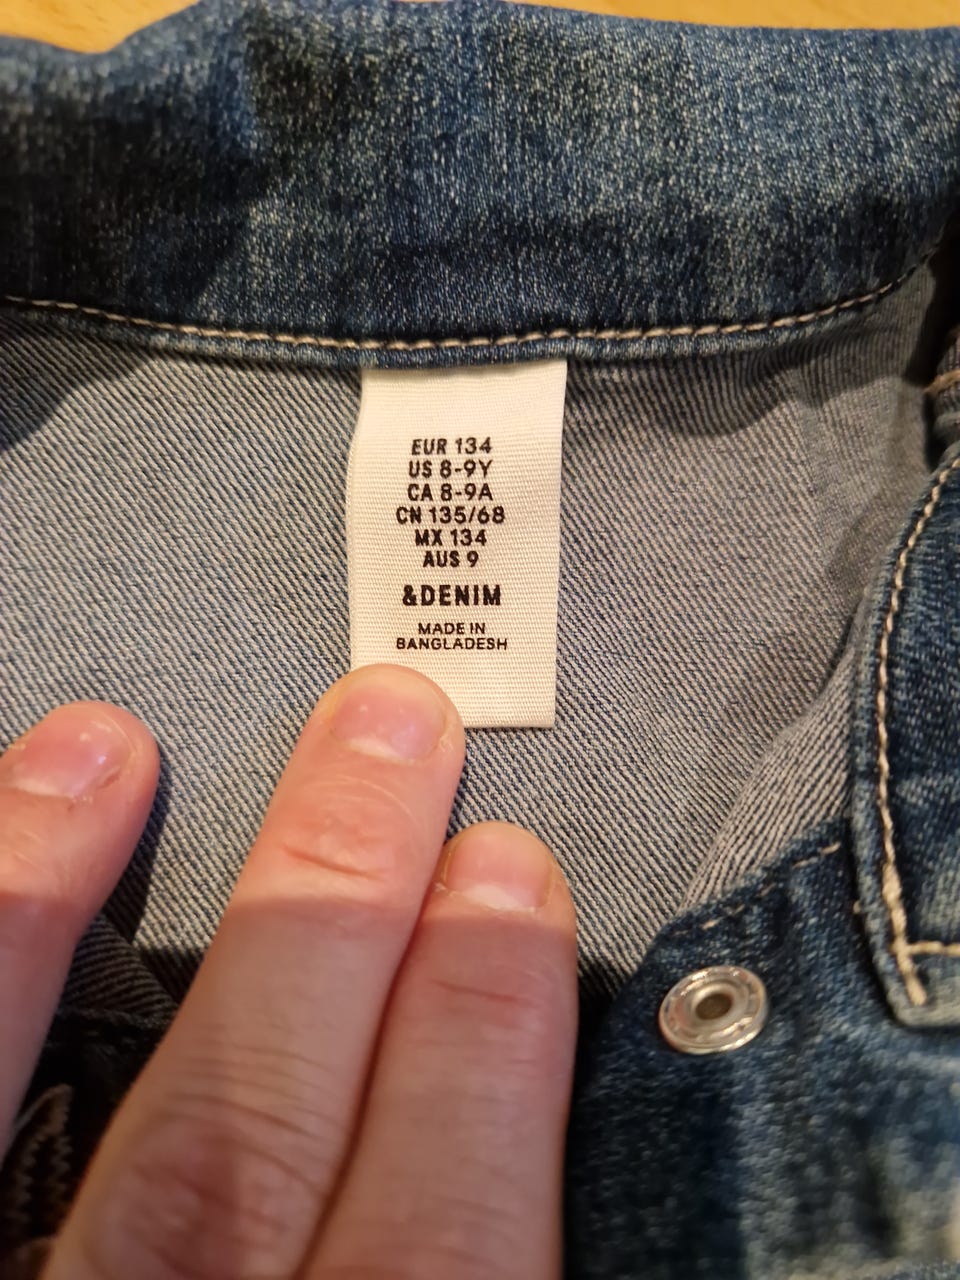 EUR 134
US 8-9Y
CA 8-9A
CN 135/68
MX 134
AUS 9
&DENIM
MADE IN
BANGLADESH